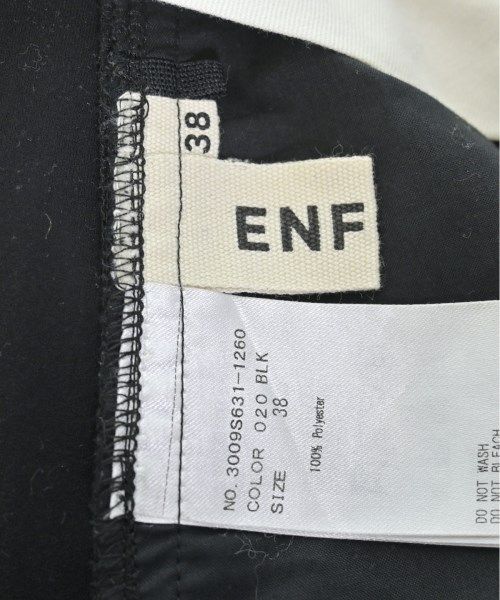 38
ENF
NO. 3009S631-1260
COLOR 020 BLK
SIZE 38
100% Polyester
DO NOT WASH
DO NOT BLEACH